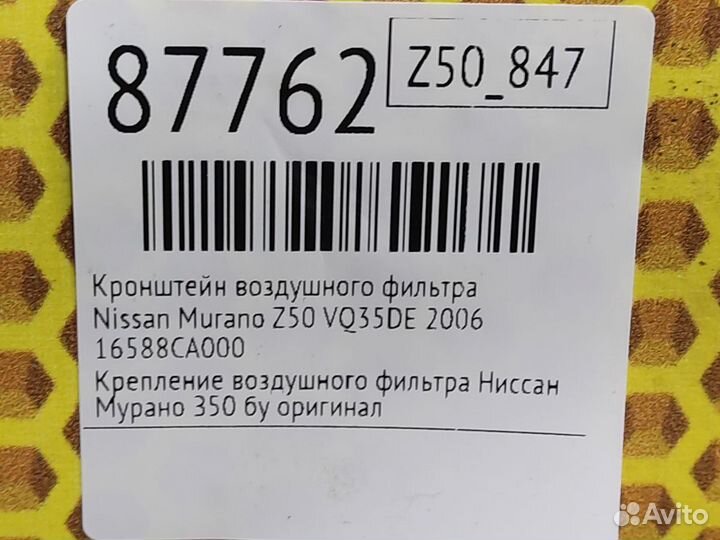 87762
Z50_847
Кронштейн воздушного фильтра
Nissan Murano Z50 VQ35DE 2006
16588CA000
Крепление воздушного фильтра Ниссан
Мурано 350 бу оригинал
Avito